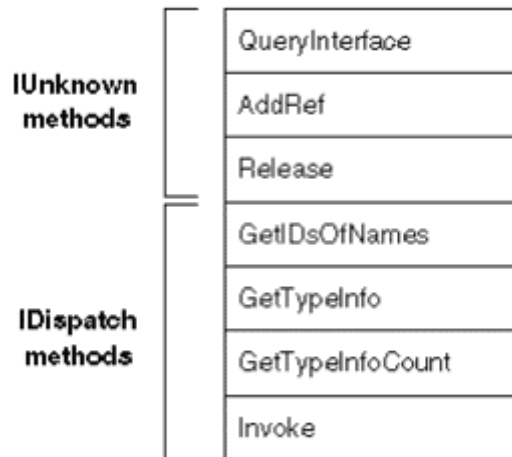 IUnknown
methods
QueryInterface
AddRef
Release
IDispatch
methods
GetIDsOfNames
GetTypeInfo
GetTypeInfoCount
Invoke